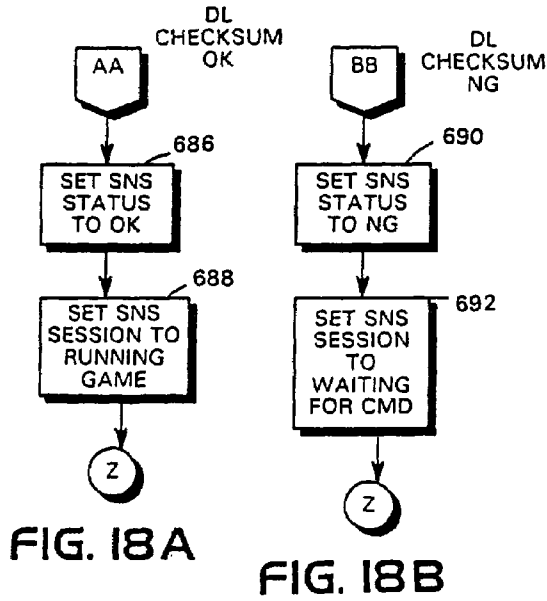 DL
CHECKSUM
OK
AA
686
SET SNS
STATUS
TO OK
688
SET SNS
SESSION TO
RUNNING
GAME
Z
FIG. 18A
DL
CHECKSUM
NG
BB
690
SET SNS
STATUS
TO NG
692
SET SNS
SESSION
TO
WAITING
FOR CMD
Z
FIG. 18B